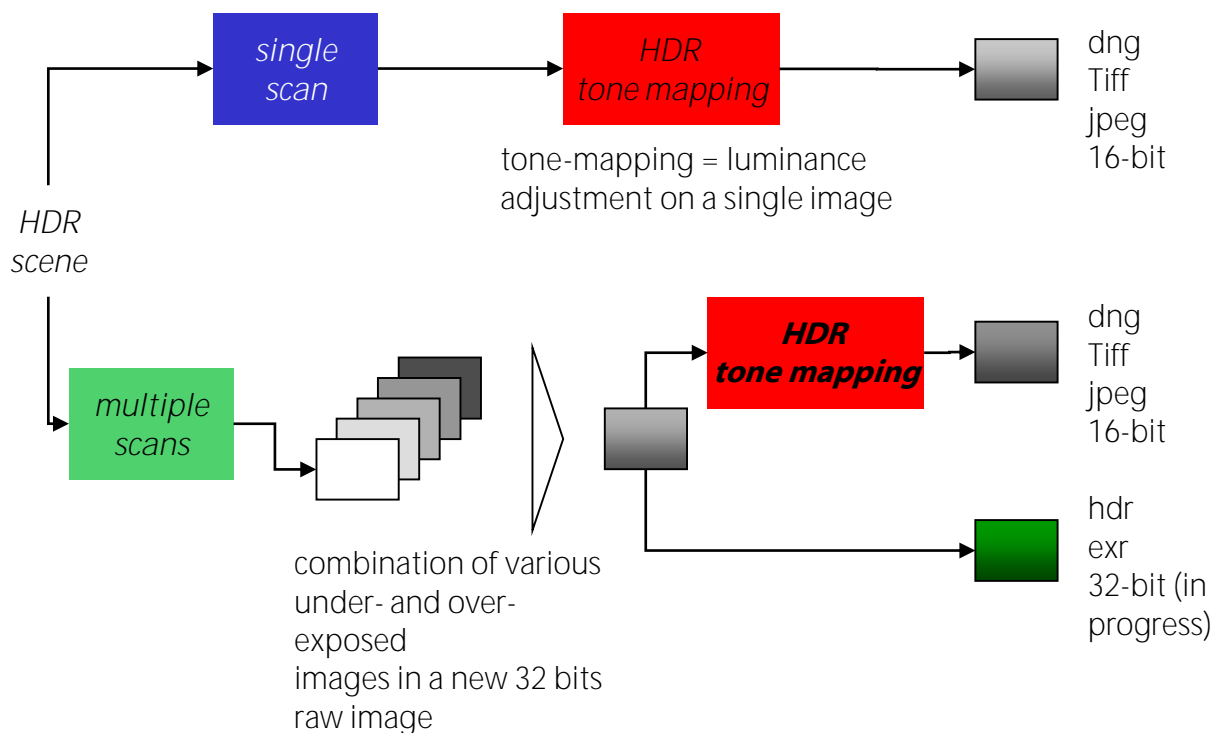 single
scan
HDR
tone mapping
dng
Tiff
jpeg
16-bit
tone-mapping = luminance
adjustment on a single image
HDR
scene
multiple
scans
HDR
tone mapping
dng
Tiff
jpeg
16-bit
combination of various
under- and over-
exposed
images in a new 32 bits
raw image
hdr
exr
32-bit (in
progress)